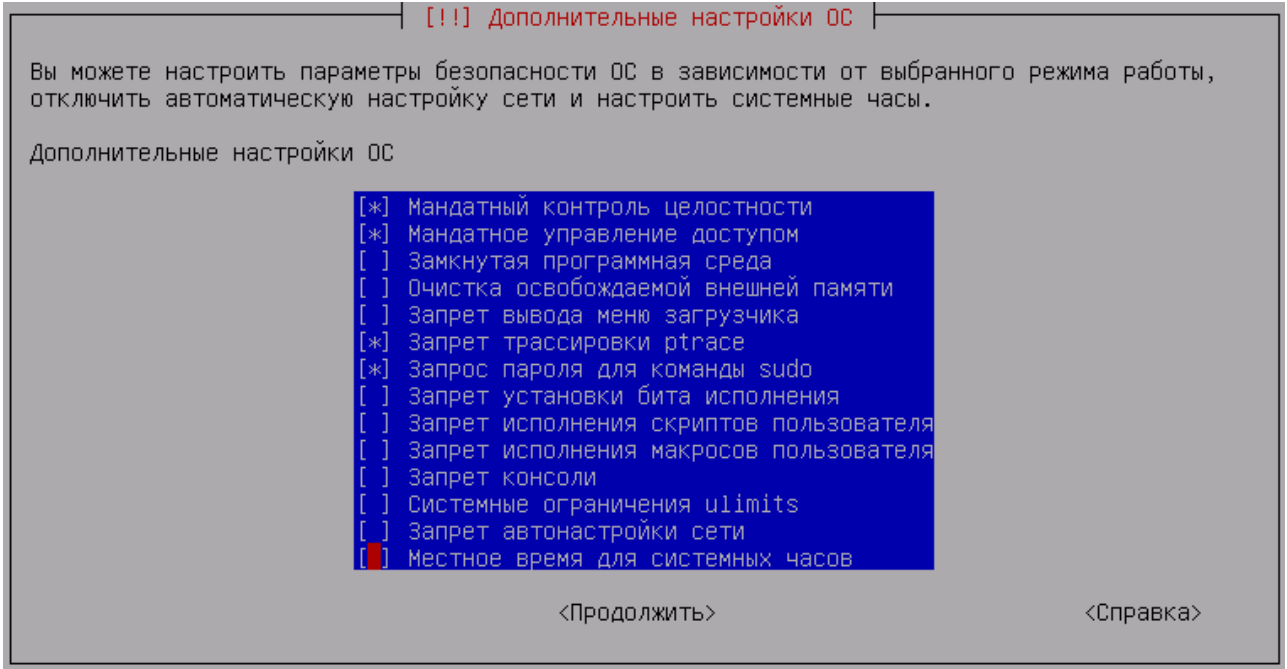 [!!] Дополнительные настройки ОС
Вы можете настроить параметры безопасности ОС в зависимости от выбранного режима работы,
отключить автоматическую настройку сети и настроить системные часы.
Дополнительные настройки ОС
[*] Мандатный контроль целостности
[*] Мандатное управление доступом
[ ] Замкнутая программная среда
[ ] Очистка освобождаемой внешней памяти
[ ] Запрет вывода меню загрузчика
[*] Запрет трассировки ptrace
[*] Запрос пароля для команды sudo
[ ] Запрет установки бита исполнения
[ ] Запрет исполнения скриптов пользователя
[ ] Запрет исполнения макросов пользователя
[ ] Запрет консоли
[ ] Системные ограничения ulimits
[ ] Запрет автонастройки сети
[ ] Местное время для системных часов
<Продолжить> <Справка>